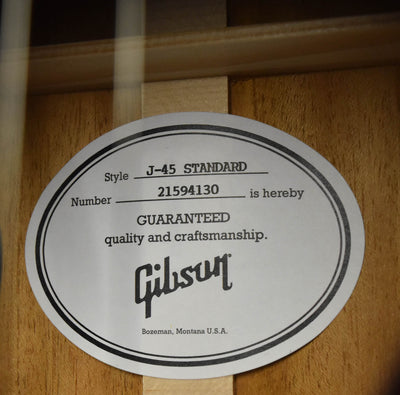 Style J-45 STANDARD
Number 21594130 is hereby
GUARANTEED
quality and craftsmanship.
Gibson
Bozeman, Montana U.S.A.